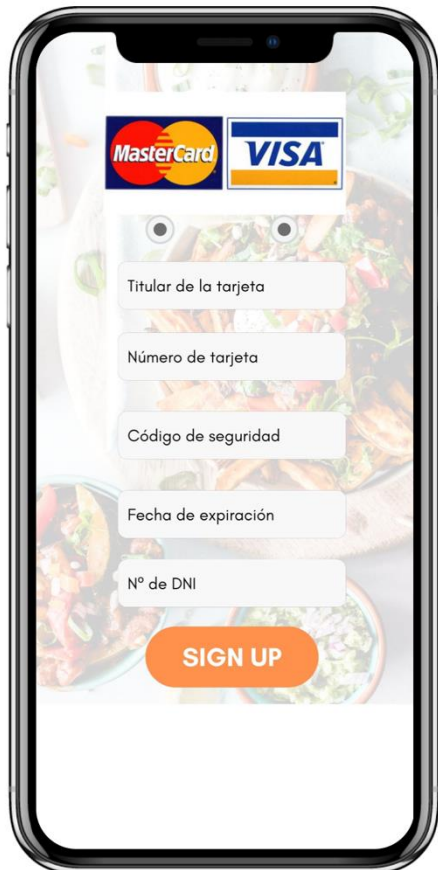 MasterCard
VISA
Titular de la tarjeta
Número de tarjeta
Código de seguridad
Fecha de expiración
Nº de DNI
SIGN UP